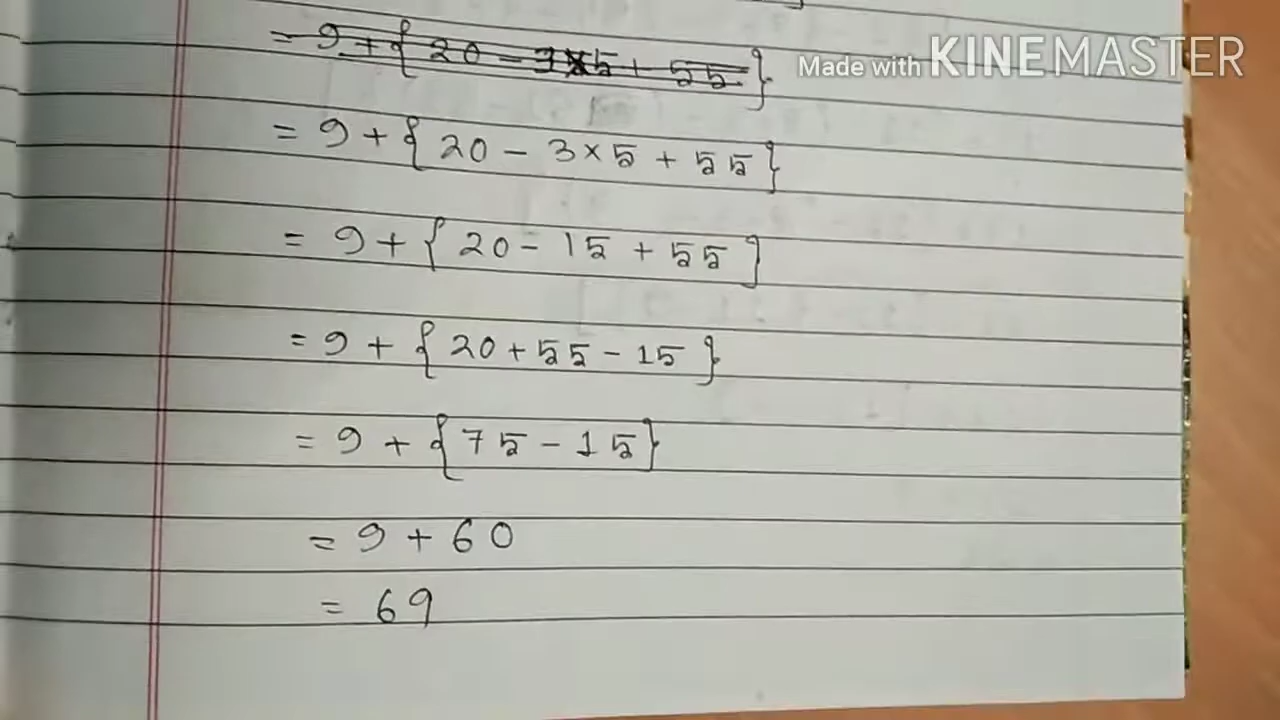 = 9 + { 20 - 3×5 + 55 }
Made with KINEMASTER
= 9 + { 20 - 3 × 5 + 55 }
= 9 + { 20 - 15 + 55 }
= 9 + { 20 + 55 - 15 }
= 9 + { 75 - 15 }
= 9 + 60
= 69